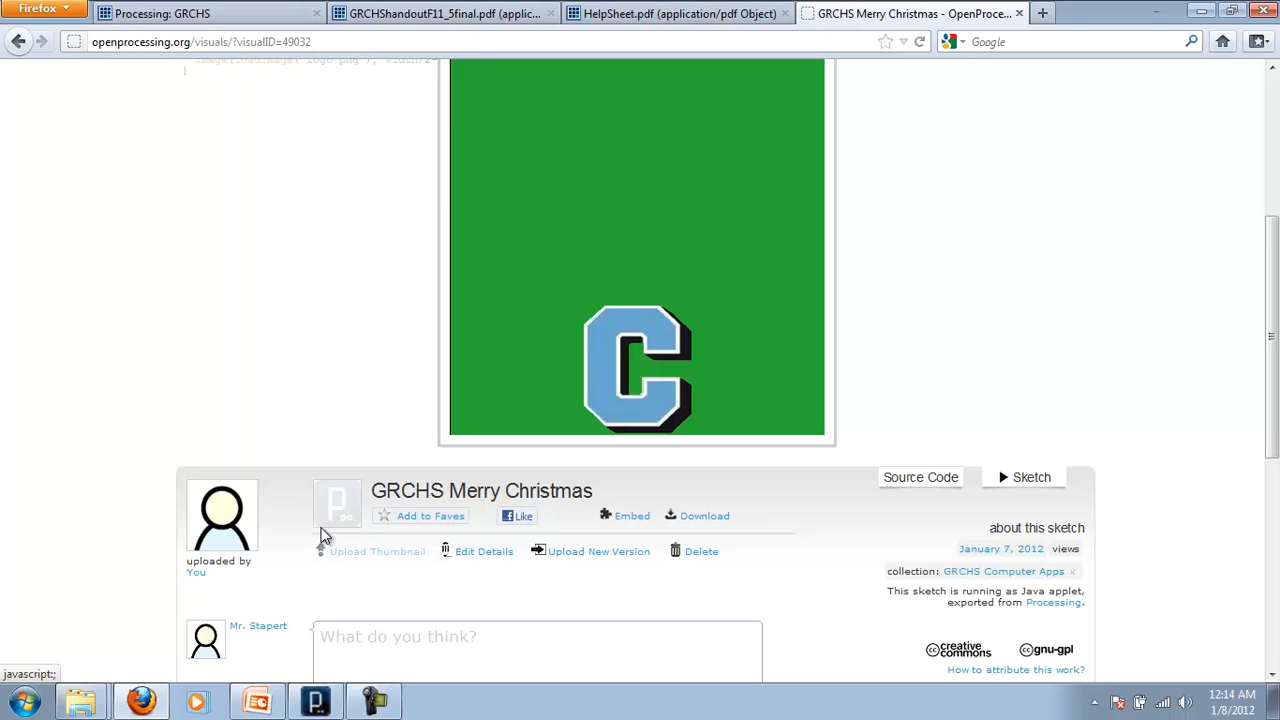 Firefox
Processing: GRCHS
GRCHShandoutF11_5final.pdf (applic...
HelpSheet.pdf (application/pdf Object)
GRCHS Merry Christmas - OpenProce...
openprocessing.org/visuals/?visualID=49032
Google
}
C
GRCHS Merry Christmas
Source Code
Sketch
Add to Faves
Like
Embed
Download
about this sketch
January 7, 2012 views
Upload Thumbnail
Edit Details
Upload New Version
Delete
uploaded by
You
collection: GRCHS Computer Apps x
This sketch is running as Java applet,
exported from Processing.
Mr. Stapert
What do you think?
cc creative commons
cc gnu-gpl
How to attribute this work?
javascript:;
12:14 AM
1/8/2012